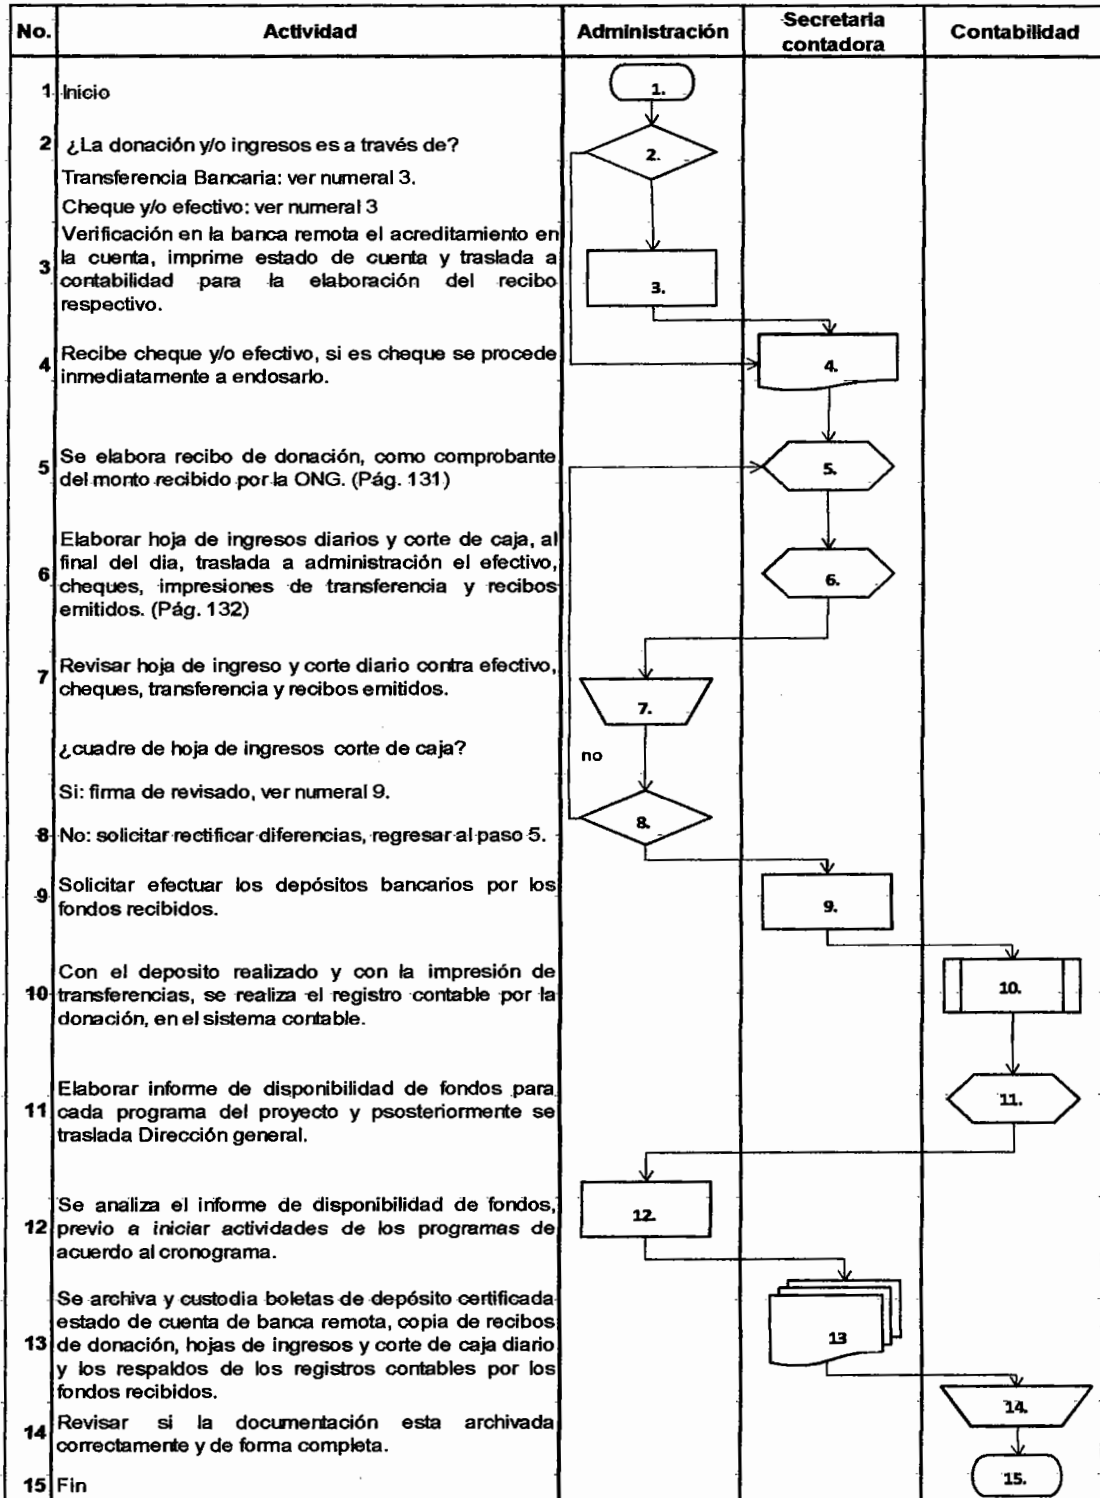 No. Actividad Administración Secretaria contadora Contabilidad
1 Inicio
1.
2 ¿La donación y/o ingresos es a través de?
2.
Transferencia Bancaria: ver numeral 3.
Cheque y/o efectivo: ver numeral 3
Verificación en la banca remota el acreditamiento en
la cuenta, imprime estado de cuenta y traslada a
3 contabilidad para la elaboración del recibo
respectivo.
3.
4 Recibe cheque y/o efectivo, si es cheque se procede
inmediatamente a endosarlo.
4.
5 Se elabora recibo de donación, como comprobante
del monto recibido por la ONG. (Pág. 131)
5.
Elaborar hoja de ingresos diarios y corte de caja, al
final del dia, traslada a administración el efectivo,
6 cheques, impresiones de transferencia y recibos
emitidos. (Pág. 132)
6.
7 Revisar hoja de ingreso y corte diario contra efectivo,
cheques, transferencia y recibos emitidos.
7.
¿cuadre de hoja de ingresos corte de caja?
no
Si: firma de revisado, ver numeral 9.
8 No: solicitar rectificar diferencias, regresar al paso 5.
8.
9 Solicitar efectuar los depósitos bancarios por los
fondos recibidos.
9.
Con el deposito realizado y con la impresión de
10 transferencias, se realiza el registro contable por la
donación, en el sistema contable.
10.
Elaborar informe de disponibilidad de fondos para
11 cada programa del proyecto y psosteriormente se
traslada Dirección general.
11.
Se analiza el informe de disponibilidad de fondos,
12 previo a iniciar actividades de los programas de
acuerdo al cronograma.
12.
Se archiva y custodia boletas de depósito certificada
estado de cuenta de banca remota, copia de recibos
13 de donación, hojas de ingresos y corte de caja diario
y los respaldos de los registros contables por los
fondos recibidos.
13
14 Revisar si la documentación esta archivada
correctamente y de forma completa.
14.
15 Fin
15.